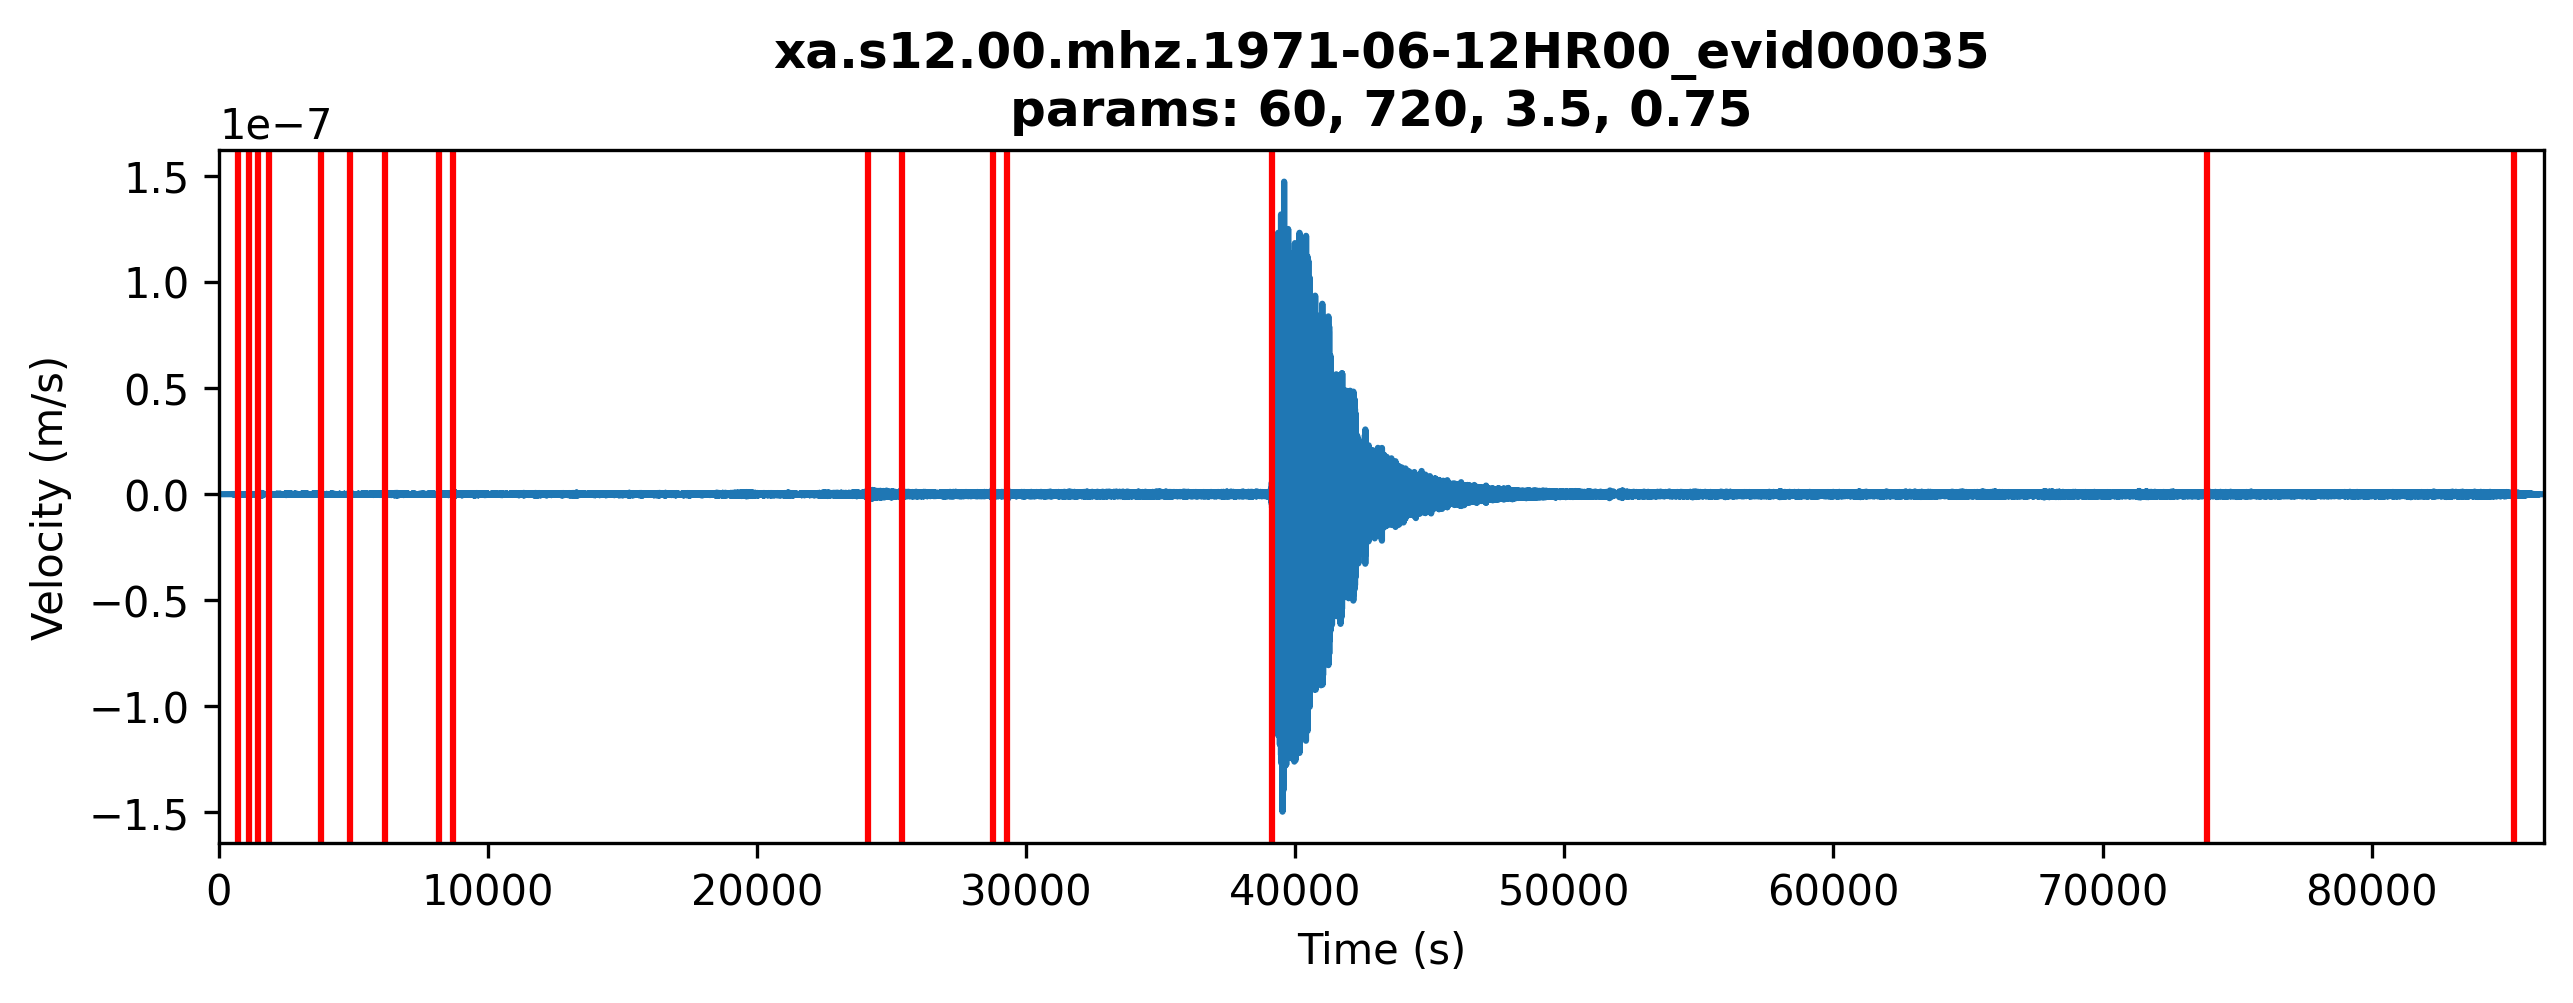 xa.s12.00.mhz.1971-06-12HR00_evid00035
params: 60, 720, 3.5, 0.75
1e−7
1.5
1.0
0.5
0.0
−0.5
−1.0
−1.5
Velocity (m/s)
0 10000 20000 30000 40000 50000 60000 70000 80000
Time (s)